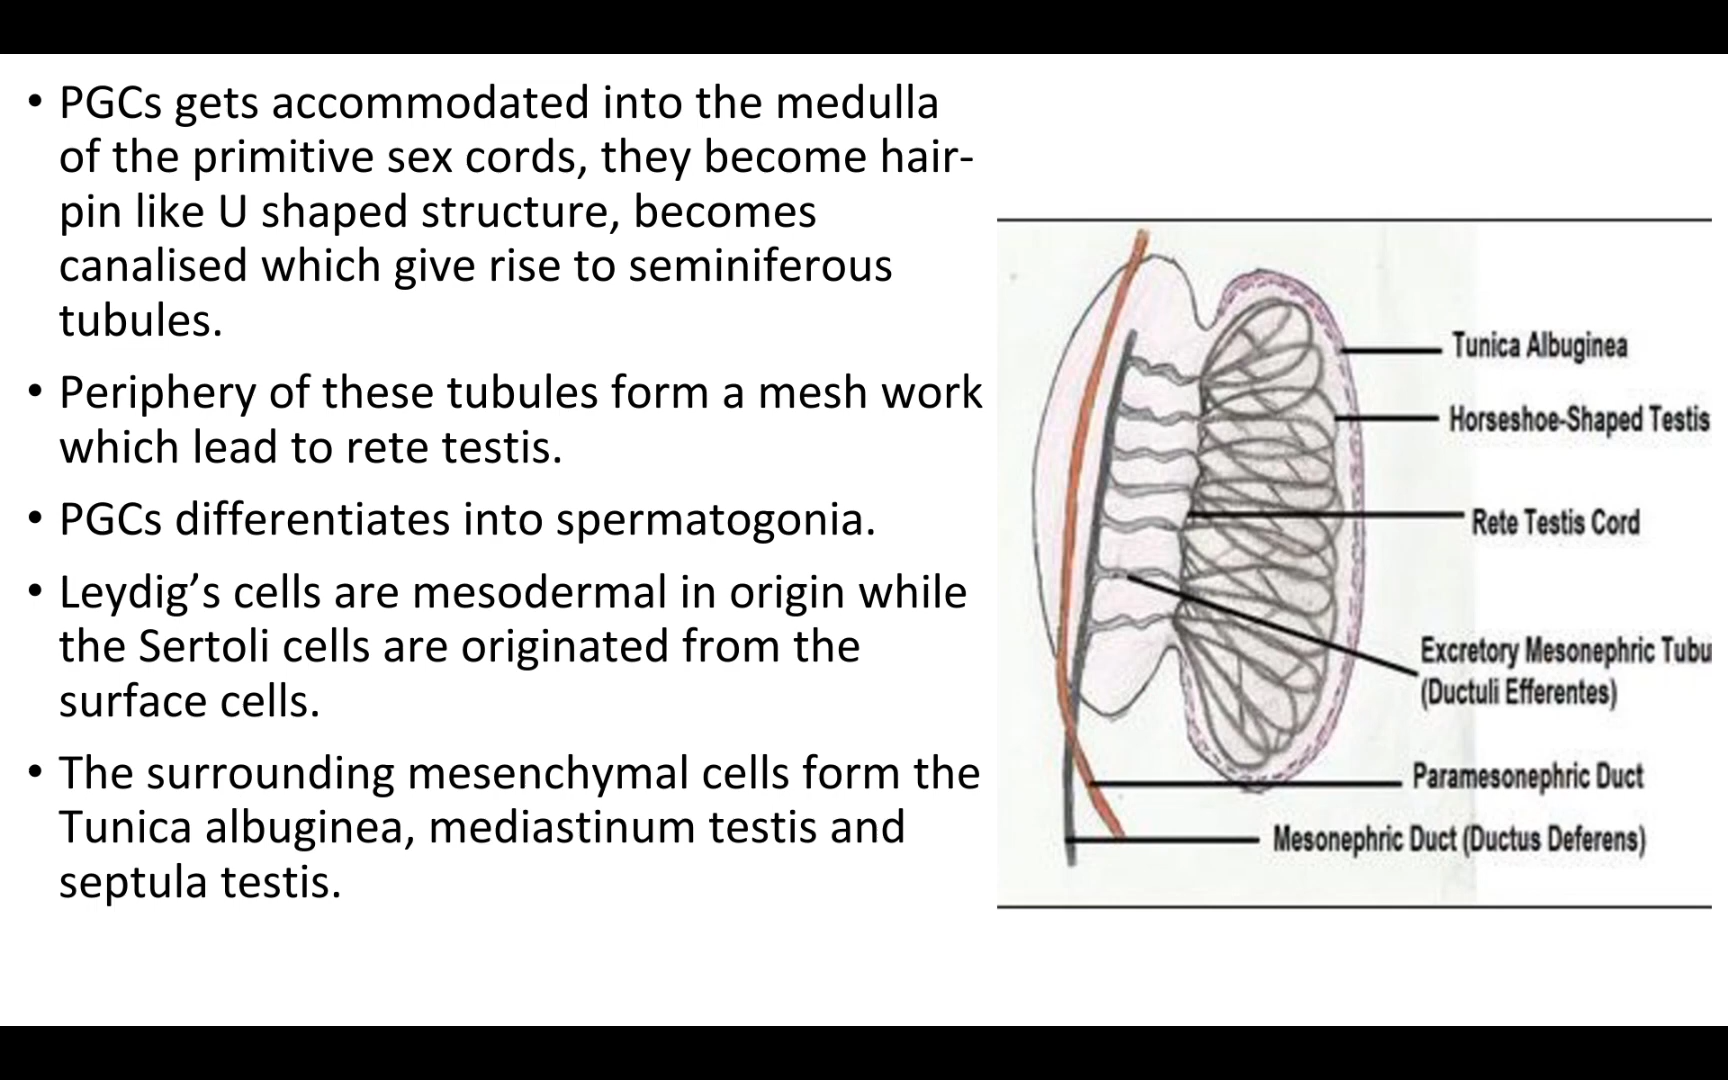 • PGCs gets accommodated into the medulla
of the primitive sex cords, they become hair-
pin like U shaped structure, becomes
canalised which give rise to seminiferous
tubules.
• Periphery of these tubules form a mesh work
which lead to rete testis.
• PGCs differentiates into spermatogonia.
• Leydig’s cells are mesodermal in origin while
the Sertoli cells are originated from the
surface cells.
• The surrounding mesenchymal cells form the
Tunica albuginea, mediastinum testis and
septula testis.
Tunica Albuginea
Horseshoe-Shaped Testis
Rete Testis Cord
Excretory Mesonephric Tubu
(Ductuli Efferentes)
Paramesonephric Duct
Mesonephric Duct (Ductus Deferens)